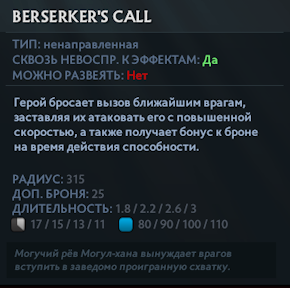 BERSERKER'S CALL
ТИП: ненаправленная
СКВОЗЬ НЕВОСПР. К ЭФФЕКТАМ: Да
МОЖНО РАЗВЕЯТЬ: Нет
Герой бросает вызов ближайшим врагам,
заставляя их атаковать его с повышенной
скоростью, а также получает бонус к броне
на время действия способности.
РАДИУС: 315
ДОП. БРОНЯ: 25
ДЛИТЕЛЬНОСТЬ: 1.8 / 2.2 / 2.6 / 3
17 / 15 / 13 / 11 80 / 90 / 100 / 110
Могучий рёв Могул-хана вынуждает врагов
вступить в заведомо проигранную схватку.